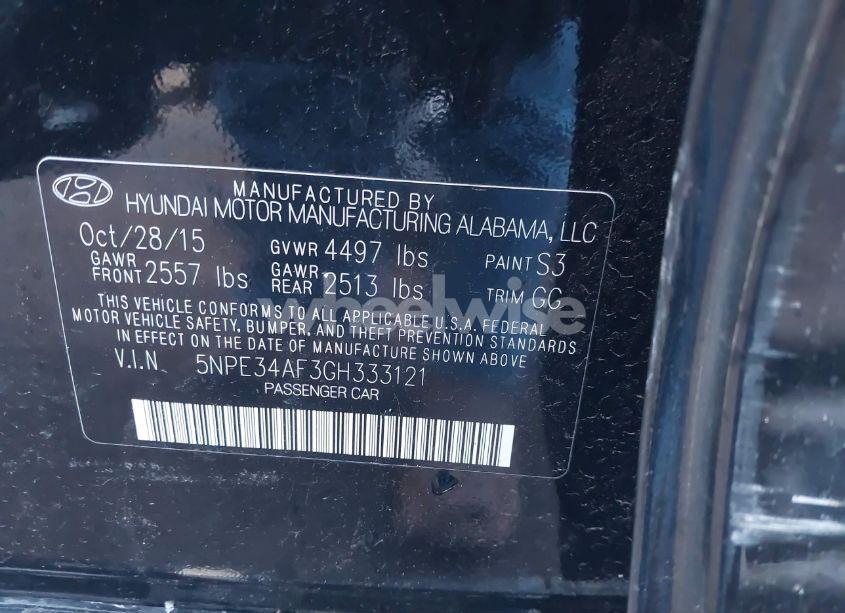 MANUFACTURED BY
HYUNDAI MOTOR MANUFACTURING ALABAMA, LLC
Oct/28/15 GVWR 4497 lbs PAINT S3
GAWR FRONT 2557 lbs GAWR REAR 2513 lbs TRIM GG
THIS VEHICLE CONFORMS TO ALL APPLICABLE U.S.A. FEDERAL
MOTOR VEHICLE SAFETY, BUMPER, AND THEFT PREVENTION STANDARDS
IN EFFECT ON THE DATE OF MANUFACTURE SHOWN ABOVE
V.I.N. 5NPE34AF3GH333121
PASSENGER CAR
wheelwise